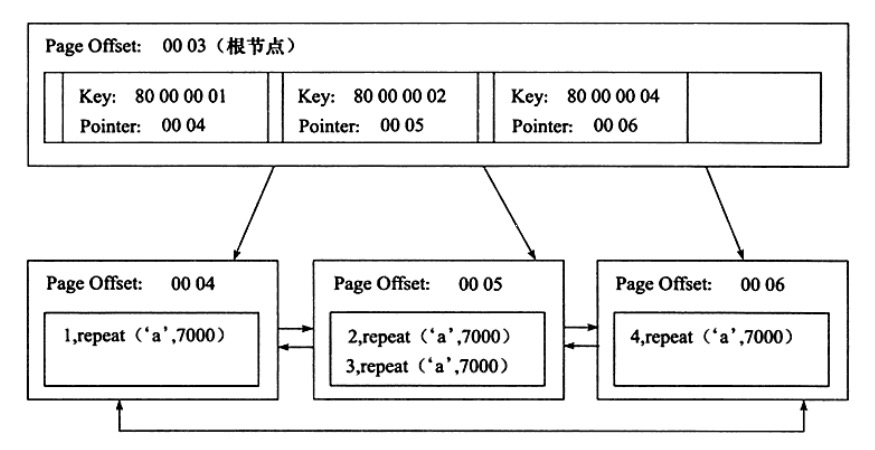 Page Offset: 00 03（根节点）
Key: 80 00 00 01
Pointer: 00 04
Key: 80 00 00 02
Pointer: 00 05
Key: 80 00 00 04
Pointer: 00 06
Page Offset: 00 04
1,repeat（‘a’,7000）
Page Offset: 00 05
2,repeat（‘a’,7000）
3,repeat（‘a’,7000）
Page Offset: 00 06
4,repeat（‘a’,7000）